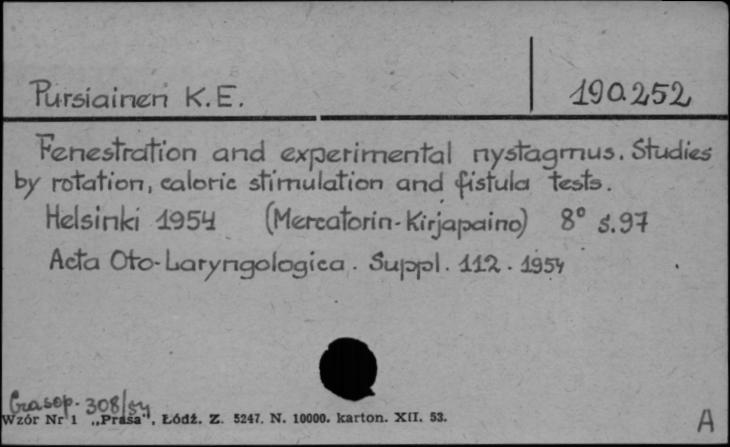 Pursiainen K.E.
190.252
Fenestration and experimental nystagmus. Studies
by rotation, caloric stimulation and fistula tests.
Helsinki 1954 (Mercatorin-Kirjapaino) 8° s.97
Acta Oto-Laryngologica. Suppl. 112. 1954
Czasop. 308/54
Wzór Nr 1 „Prasa", Łódź. Z. 5247. N. 10000. karton. XII. 53.
A